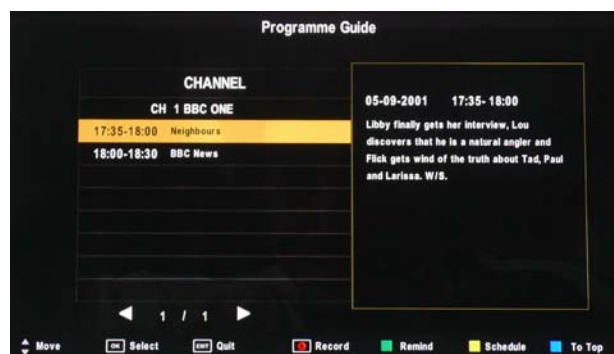 Programme Guide
CHANNEL
CH 1 BBC ONE
17:35-18:00 Neighbours
18:00-18:30 BBC News
1 / 1
05-09-2001 17:35-18:00
Libby finally gets her interview, Lou
discovers that he is a natural angler and
Flick gets wind of the truth about Tad, Paul
and Larissa. W/S.
Move OK Select EXIT Quit Record Remind Schedule To Top